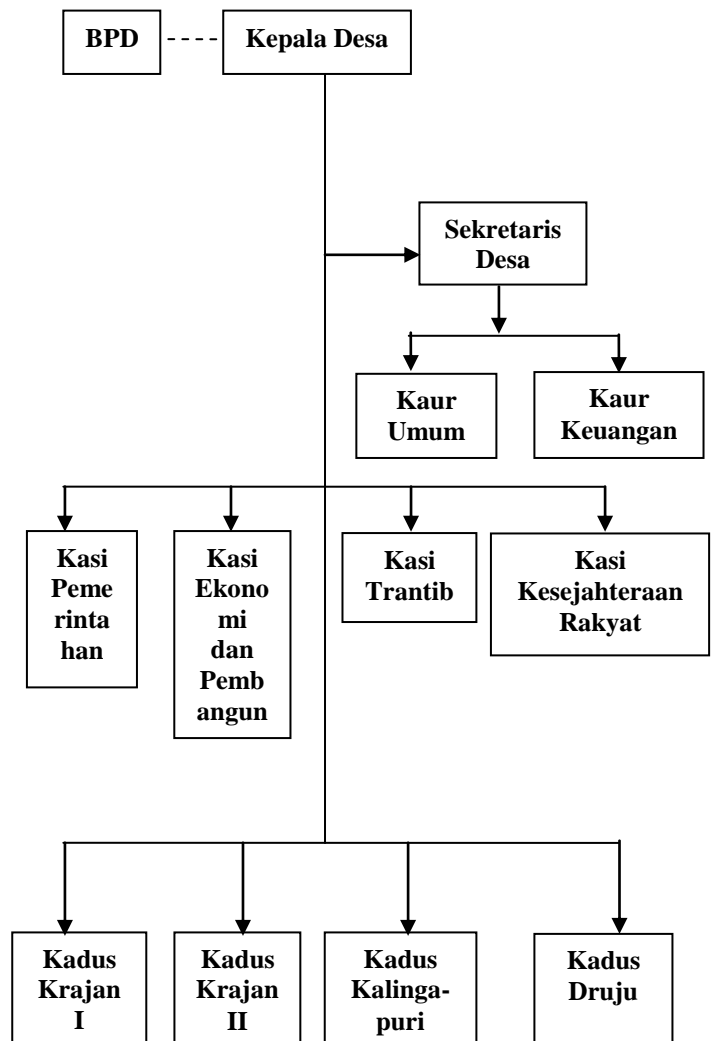 BPD
Kepala Desa
Sekretaris
Desa
Kaur
Umum
Kaur
Keuangan
Kasi
Peme
rinta
han
Kasi
Ekono
mi
dan
Pemb
angun
Kasi
Trantib
Kasi
Kesejahteraan
Rakyat
Kadus
Krajan
I
Kadus
Krajan
II
Kadus
Kalinga-
puri
Kadus
Druju